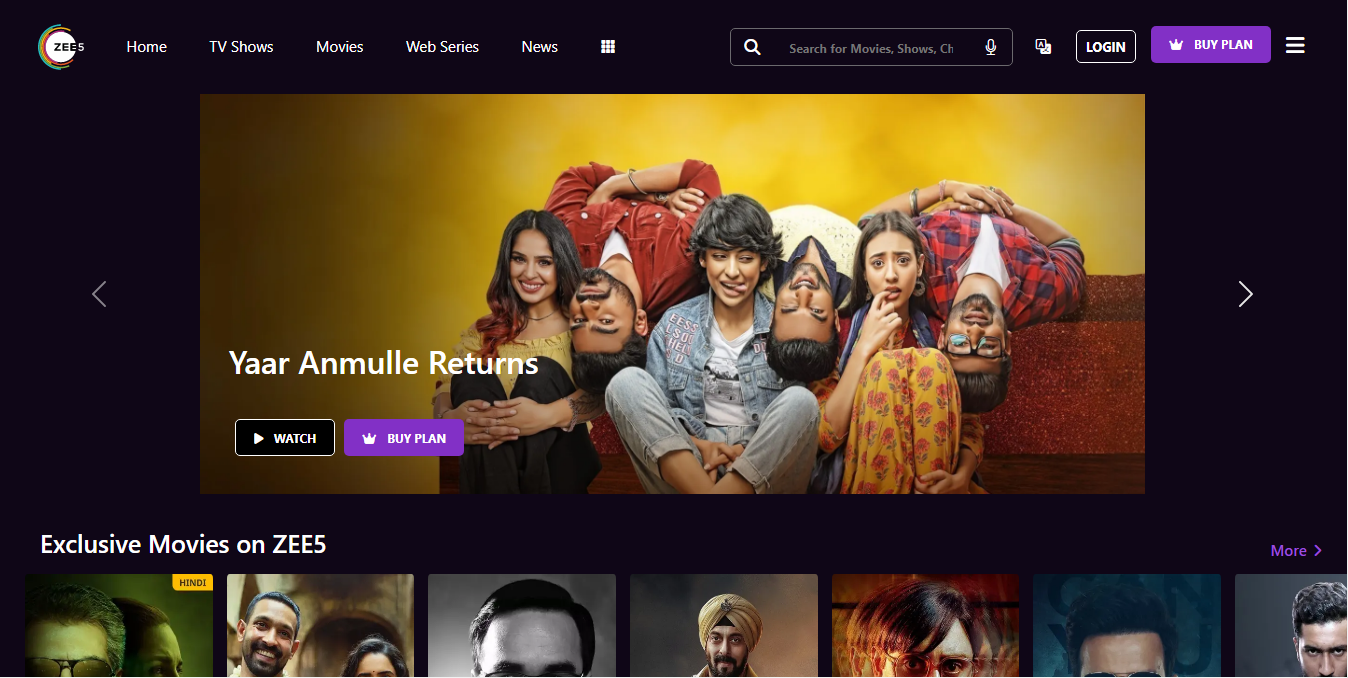 ZEE5
Home
TV Shows
Movies
Web Series
News
Search for Movies, Shows, Ch
LOGIN
BUY PLAN
Yaar Anmulle Returns
WATCH
BUY PLAN
Exclusive Movies on ZEE5
More
HINDI